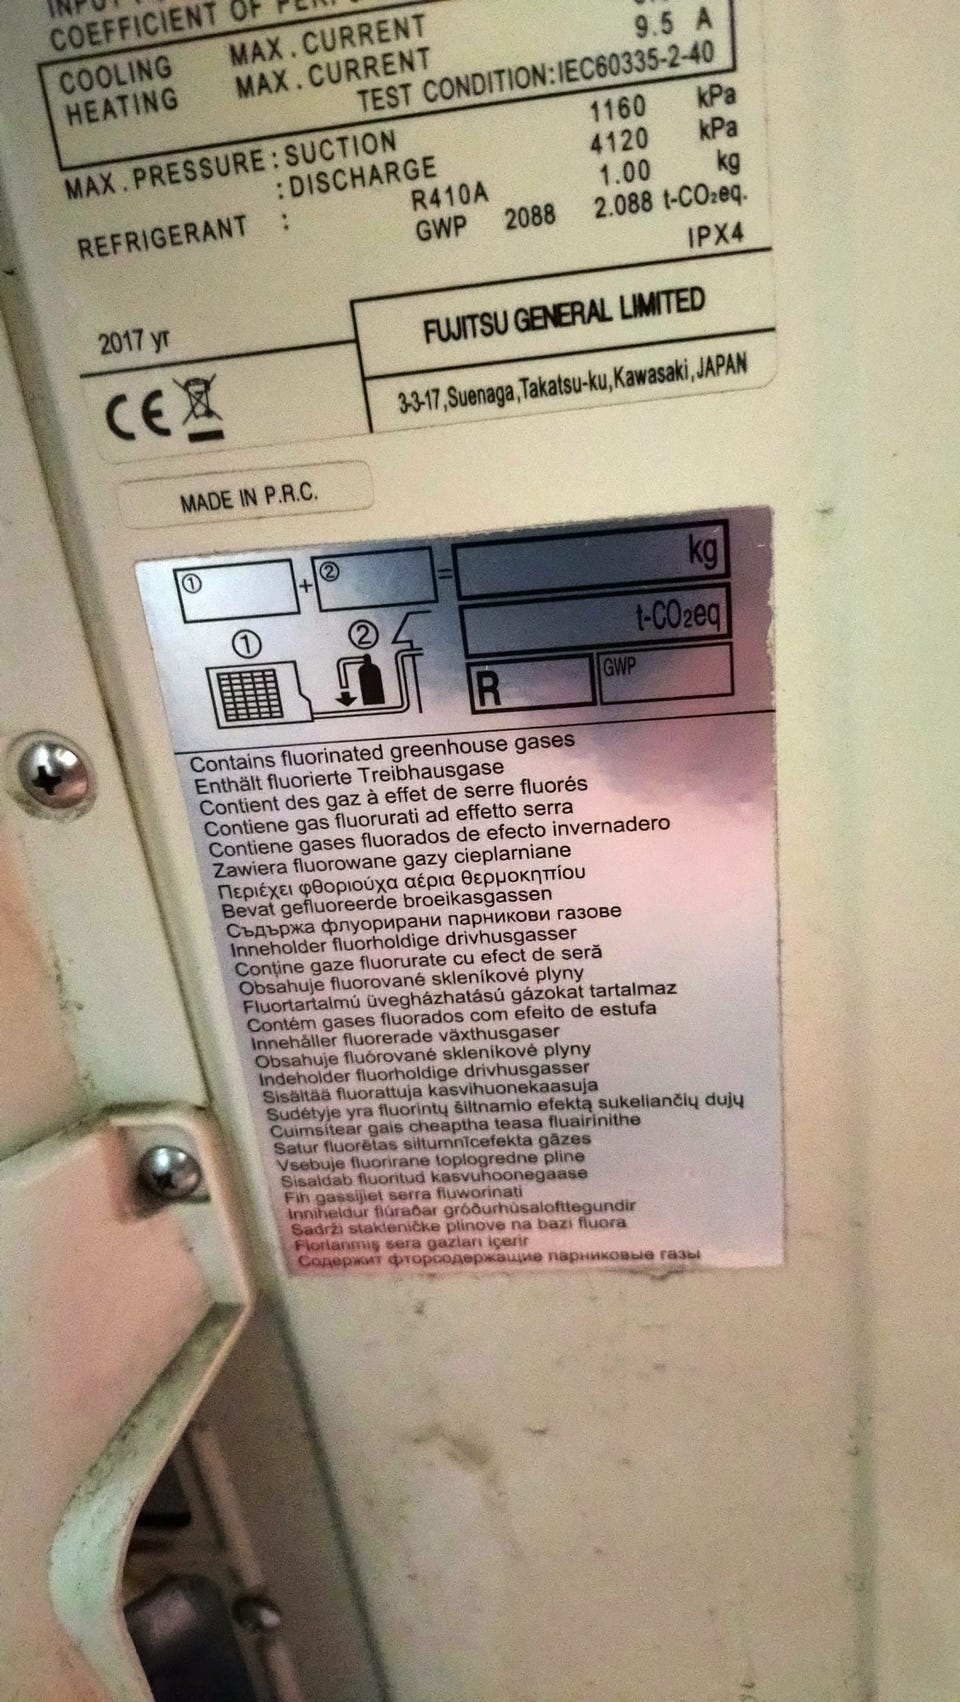 COEFFICIENT OF
COOLING MAX.CURRENT
HEATING MAX.CURRENT 9.5 A
TEST CONDITION:IEC60335-2-40
MAX.PRESSURE:SUCTION 1160 kPa
:DISCHARGE 4120 kPa
REFRIGERANT : R410A 1.00 kg
GWP 2088 2.088 t-CO₂eq.
IPX4
2017 yr
FUJITSU GENERAL LIMITED
3-3-17,Suenaga,Takatsu-ku,Kawasaki,JAPAN
CE
MADE IN P.R.C.
① + ② = kg
t-CO₂eq
① ②
R GWP
Contains fluorinated greenhouse gases
Enthält fluorierte Treibhausgase
Contient des gaz à effet de serre fluorés
Contiene gas fluorurati ad effetto serra
Contiene gases fluorados de efecto invernadero
Zawiera fluorowane gazy cieplarniane
Περιέχει φθοριούχα αέρια θερμοκηπίου
Bevat gefluoreerde broeikasgassen
Съдържа флуорирани парникови газове
Inneholder fluorholdige drivhusgasser
Conţine gaze fluorurate cu efect de seră
Obsahuje fluorované skleníkové plyny
Fluortartalmú üvegházhatású gázokat tartalmaz
Contém gases fluorados com efeito de estufa
Innehåller fluorerade växthusgaser
Obsahuje fluórované skleníkové plyny
Indeholder fluorholdige drivhusgasser
Sisältää fluorattuja kasvihuonekaasuja
Sudėtyje yra fluorintų šiltnamio efektą sukeliančių dujų
Cuimsitear gais cheaptha teasa fluairinithe
Satur fluorētas siltumnīcefekta gāzes
Vsebuje fluorirane toplogredne pline
Sisaldab fluoritud kasvuhoonegaase
Fih gassijiet serra fluworinati
Inniheldur flúraðar gróðurhúsalofttegundir
Sadrži stakleničke plinove na bazi fluora
Florlanmış sera gazları içerir
Содержит фторсодержащие парниковые газы